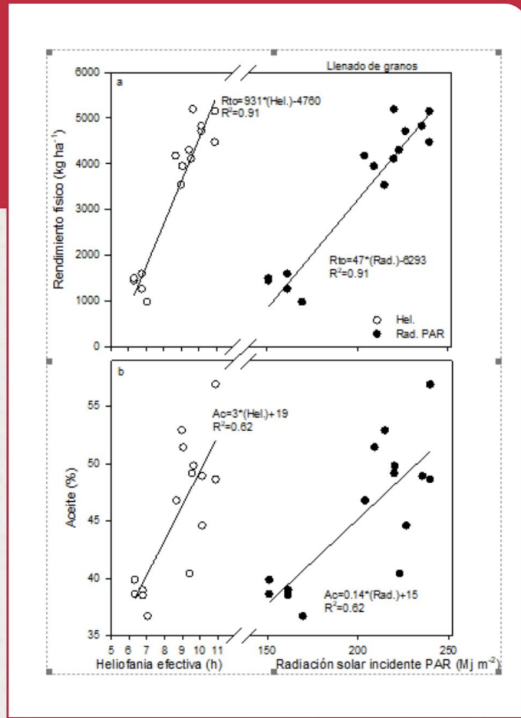 Llenado de granos
6000
a
Rto=931*(Hel.)-4760
R²=0.91
5000
4000
3000
2000
1000
0
Rendimiento físico (kg ha⁻¹)
Rto=47*(Rad.)-6293
R²=0.91
Hel.
Rad. PAR
b
55
50
45
40
35
Aceite (%)
Ac=3*(Hel.)+19
R²=0.62
Ac=0.14*(Rad.)+15
R²=0.62
5 6 7 8 9 10 11 150 200 250
Heliofania efectiva (h) Radiación solar incidente PAR (Mj m⁻²)